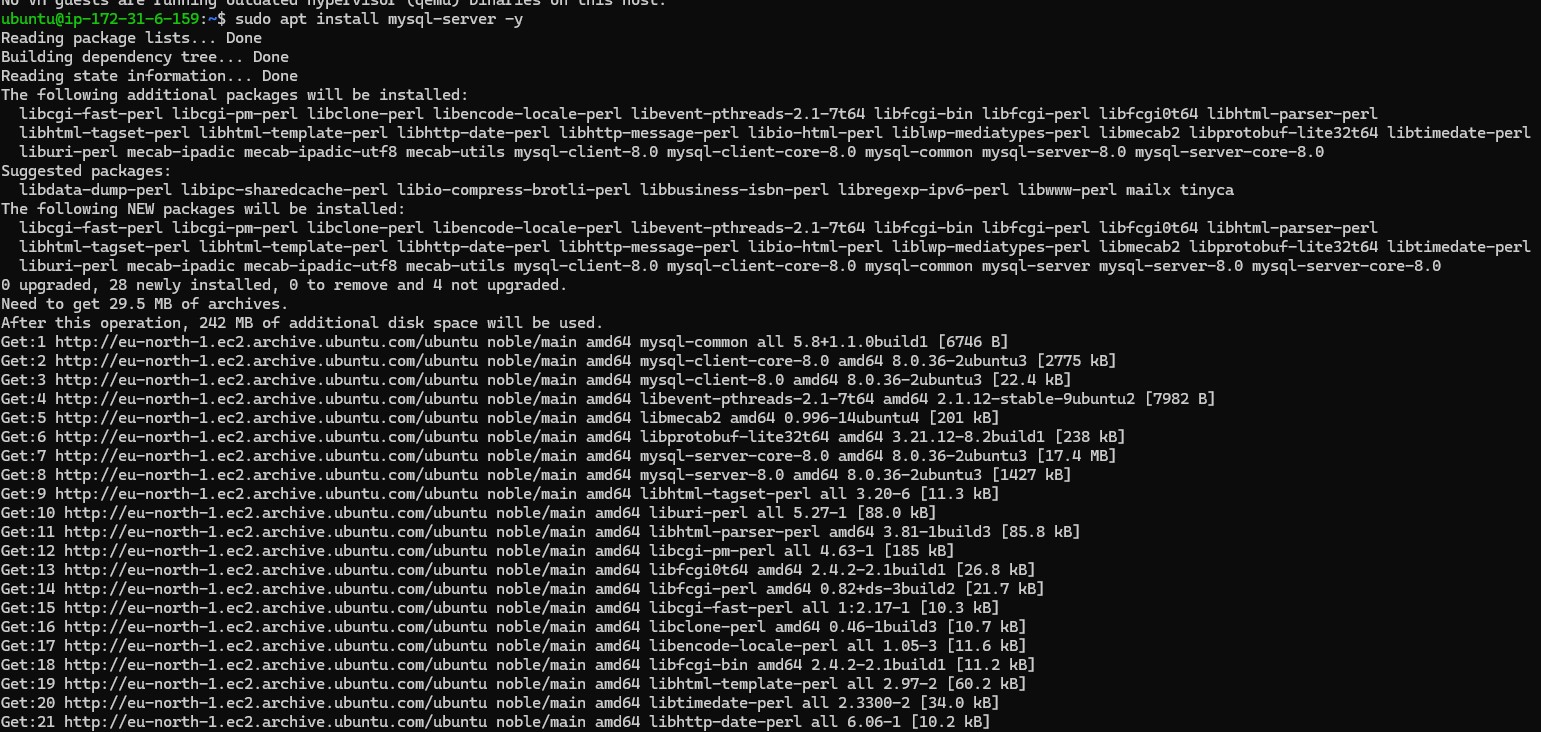 No VM guests are running outdated hypervisor (qemu) binaries on this host.
ubuntu@ip-172-31-6-159:~$ sudo apt install mysql-server -y
Reading package lists... Done
Building dependency tree... Done
Reading state information... Done
The following additional packages will be installed:
  libcgi-fast-perl libcgi-pm-perl libclone-perl libencode-locale-perl libevent-pthreads-2.1-7t64 libfcgi-bin libfcgi-perl libfcgi0t64 libhtml-parser-perl
  libhtml-tagset-perl libhtml-template-perl libhttp-date-perl libhttp-message-perl libio-html-perl liblwp-mediatypes-perl libmecab2 libprotobuf-lite32t64 libtimedate-perl
  liburi-perl mecab-ipadic mecab-ipadic-utf8 mecab-utils mysql-client-8.0 mysql-client-core-8.0 mysql-common mysql-server-8.0 mysql-server-core-8.0
Suggested packages:
  libdata-dump-perl libipc-sharedcache-perl libio-compress-brotli-perl libbusiness-isbn-perl libregexp-ipv6-perl libwww-perl mailx tinyca
The following NEW packages will be installed:
  libcgi-fast-perl libcgi-pm-perl libclone-perl libencode-locale-perl libevent-pthreads-2.1-7t64 libfcgi-bin libfcgi-perl libfcgi0t64 libhtml-parser-perl
  libhtml-tagset-perl libhtml-template-perl libhttp-date-perl libhttp-message-perl libio-html-perl liblwp-mediatypes-perl libmecab2 libprotobuf-lite32t64 libtimedate-perl
  liburi-perl mecab-ipadic mecab-ipadic-utf8 mecab-utils mysql-client-8.0 mysql-client-core-8.0 mysql-common mysql-server mysql-server-8.0 mysql-server-core-8.0
0 upgraded, 28 newly installed, 0 to remove and 4 not upgraded.
Need to get 29.5 MB of archives.
After this operation, 242 MB of additional disk space will be used.
Get:1 http://eu-north-1.ec2.archive.ubuntu.com/ubuntu noble/main amd64 mysql-common all 5.8+1.1.0build1 [6746 B]
Get:2 http://eu-north-1.ec2.archive.ubuntu.com/ubuntu noble/main amd64 mysql-client-core-8.0 amd64 8.0.36-2ubuntu3 [2775 kB]
Get:3 http://eu-north-1.ec2.archive.ubuntu.com/ubuntu noble/main amd64 mysql-client-8.0 amd64 8.0.36-2ubuntu3 [22.4 kB]
Get:4 http://eu-north-1.ec2.archive.ubuntu.com/ubuntu noble/main amd64 libevent-pthreads-2.1-7t64 amd64 2.1.12-stable-9ubuntu2 [7982 B]
Get:5 http://eu-north-1.ec2.archive.ubuntu.com/ubuntu noble/main amd64 libmecab2 amd64 0.996-14ubuntu4 [201 kB]
Get:6 http://eu-north-1.ec2.archive.ubuntu.com/ubuntu noble/main amd64 libprotobuf-lite32t64 amd64 3.21.12-8.2build1 [238 kB]
Get:7 http://eu-north-1.ec2.archive.ubuntu.com/ubuntu noble/main amd64 mysql-server-core-8.0 amd64 8.0.36-2ubuntu3 [17.4 MB]
Get:8 http://eu-north-1.ec2.archive.ubuntu.com/ubuntu noble/main amd64 mysql-server-8.0 amd64 8.0.36-2ubuntu3 [1427 kB]
Get:9 http://eu-north-1.ec2.archive.ubuntu.com/ubuntu noble/main amd64 libhtml-tagset-perl all 3.20-6 [11.3 kB]
Get:10 http://eu-north-1.ec2.archive.ubuntu.com/ubuntu noble/main amd64 liburi-perl all 5.27-1 [88.0 kB]
Get:11 http://eu-north-1.ec2.archive.ubuntu.com/ubuntu noble/main amd64 libhtml-parser-perl amd64 3.81-1build3 [85.8 kB]
Get:12 http://eu-north-1.ec2.archive.ubuntu.com/ubuntu noble/main amd64 libcgi-pm-perl all 4.63-1 [185 kB]
Get:13 http://eu-north-1.ec2.archive.ubuntu.com/ubuntu noble/main amd64 libfcgi0t64 amd64 2.4.2-2.1build1 [26.8 kB]
Get:14 http://eu-north-1.ec2.archive.ubuntu.com/ubuntu noble/main amd64 libfcgi-perl amd64 0.82+ds-3build2 [21.7 kB]
Get:15 http://eu-north-1.ec2.archive.ubuntu.com/ubuntu noble/main amd64 libcgi-fast-perl all 1:2.17-1 [10.3 kB]
Get:16 http://eu-north-1.ec2.archive.ubuntu.com/ubuntu noble/main amd64 libclone-perl amd64 0.46-1build3 [10.7 kB]
Get:17 http://eu-north-1.ec2.archive.ubuntu.com/ubuntu noble/main amd64 libencode-locale-perl all 1.05-3 [11.6 kB]
Get:18 http://eu-north-1.ec2.archive.ubuntu.com/ubuntu noble/main amd64 libfcgi-bin amd64 2.4.2-2.1build1 [11.2 kB]
Get:19 http://eu-north-1.ec2.archive.ubuntu.com/ubuntu noble/main amd64 libhtml-template-perl all 2.97-2 [60.2 kB]
Get:20 http://eu-north-1.ec2.archive.ubuntu.com/ubuntu noble/main amd64 libtimedate-perl all 2.3300-2 [34.0 kB]
Get:21 http://eu-north-1.ec2.archive.ubuntu.com/ubuntu noble/main amd64 libhttp-date-perl all 6.06-1 [10.2 kB]